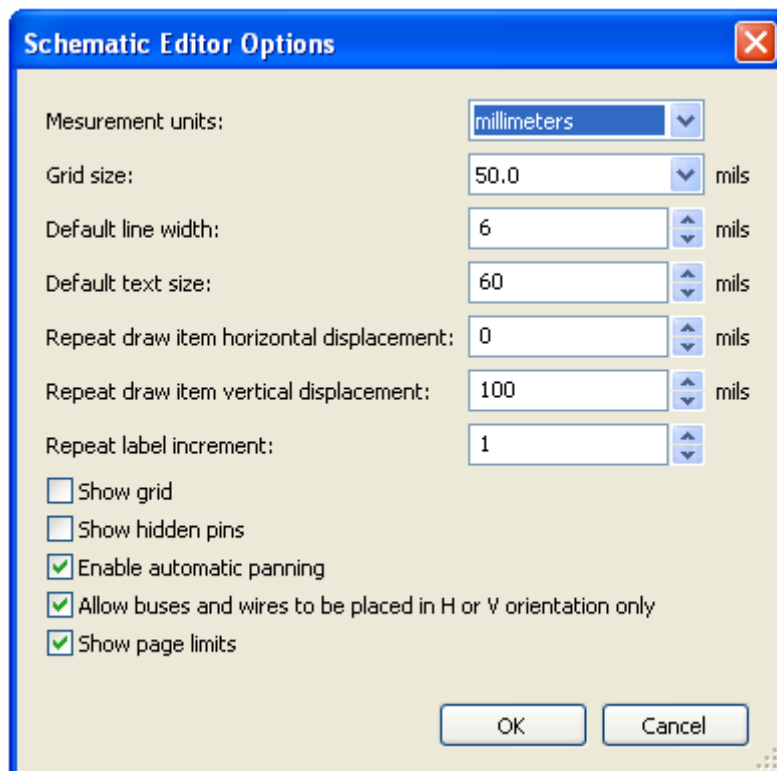 Schematic Editor Options
Mesurement units: millimeters
Grid size: 50.0 mils
Default line width: 6 mils
Default text size: 60 mils
Repeat draw item horizontal displacement: 0 mils
Repeat draw item vertical displacement: 100 mils
Repeat label increment: 1
Show grid
Show hidden pins
Enable automatic panning
Allow buses and wires to be placed in H or V orientation only
Show page limits
OK Cancel